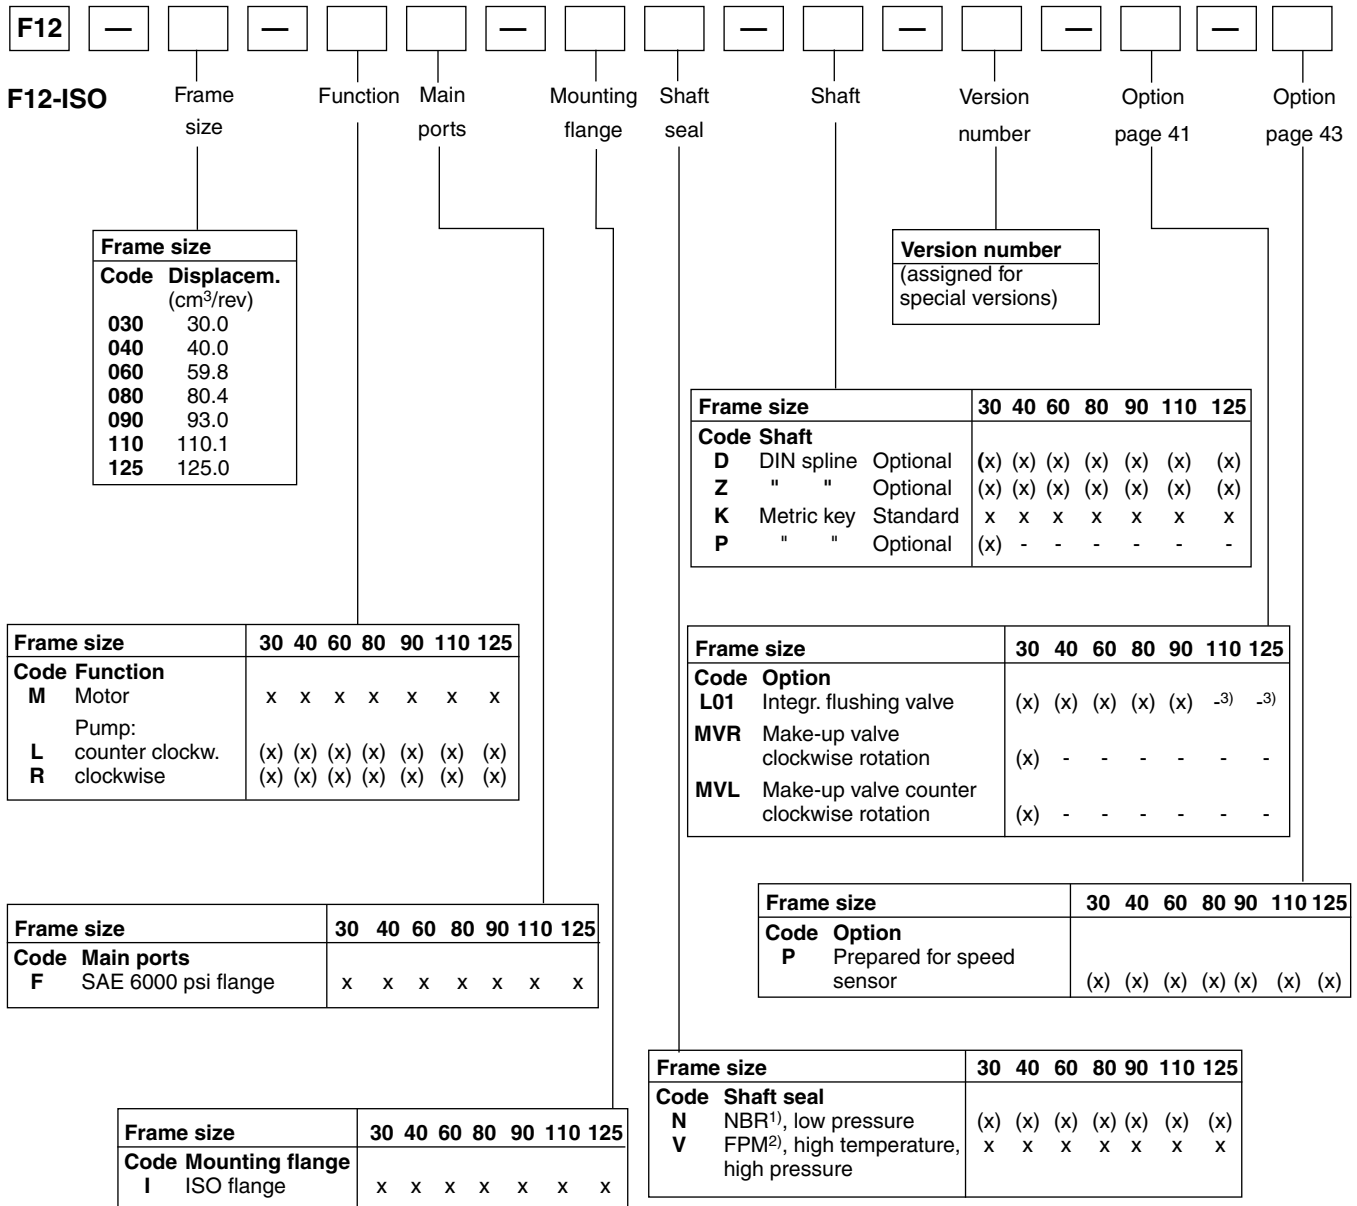 F12 — — — — — — —
F12-ISO
Frame size
Function
Main ports
Mounting flange
Shaft seal
Shaft
Version number
Option page 41
Option page 43
Frame size
Code Displacem.
(cm³/rev)
030 30.0
040 40.0
060 59.8
080 80.4
090 93.0
110 110.1
125 125.0
Version number
(assigned for
special versions)
Frame size 30 40 60 80 90 110 125
Code Shaft
D DIN spline Optional (x) (x) (x) (x) (x) (x) (x)
Z " " Optional (x) (x) (x) (x) (x) (x) (x)
K Metric key Standard x x x x x x x
P " " Optional (x) - - - - - -
Frame size 30 40 60 80 90 110 125
Code Function
M Motor x x x x x x x
Pump:
L counter clockw. (x) (x) (x) (x) (x) (x) (x)
R clockwise (x) (x) (x) (x) (x) (x) (x)
Frame size 30 40 60 80 90 110 125
Code Option
L01 Integr. flushing valve (x) (x) (x) (x) (x) -3) -3)
MVR Make-up valve
clockwise rotation (x) - - - - - -
MVL Make-up valve counter
clockwise rotation (x) - - - - - -
Frame size 30 40 60 80 90 110 125
Code Main ports
F SAE 6000 psi flange x x x x x x x
Frame size 30 40 60 80 90 110 125
Code Option
P Prepared for speed
sensor (x) (x) (x) (x) (x) (x) (x)
Frame size 30 40 60 80 90 110 125
Code Mounting flange
I ISO flange x x x x x x x
Frame size 30 40 60 80 90 110 125
Code Shaft seal
N NBR1), low pressure (x) (x) (x) (x) (x) (x) (x)
V FPM2), high temperature, x x x x x x x
high pressure